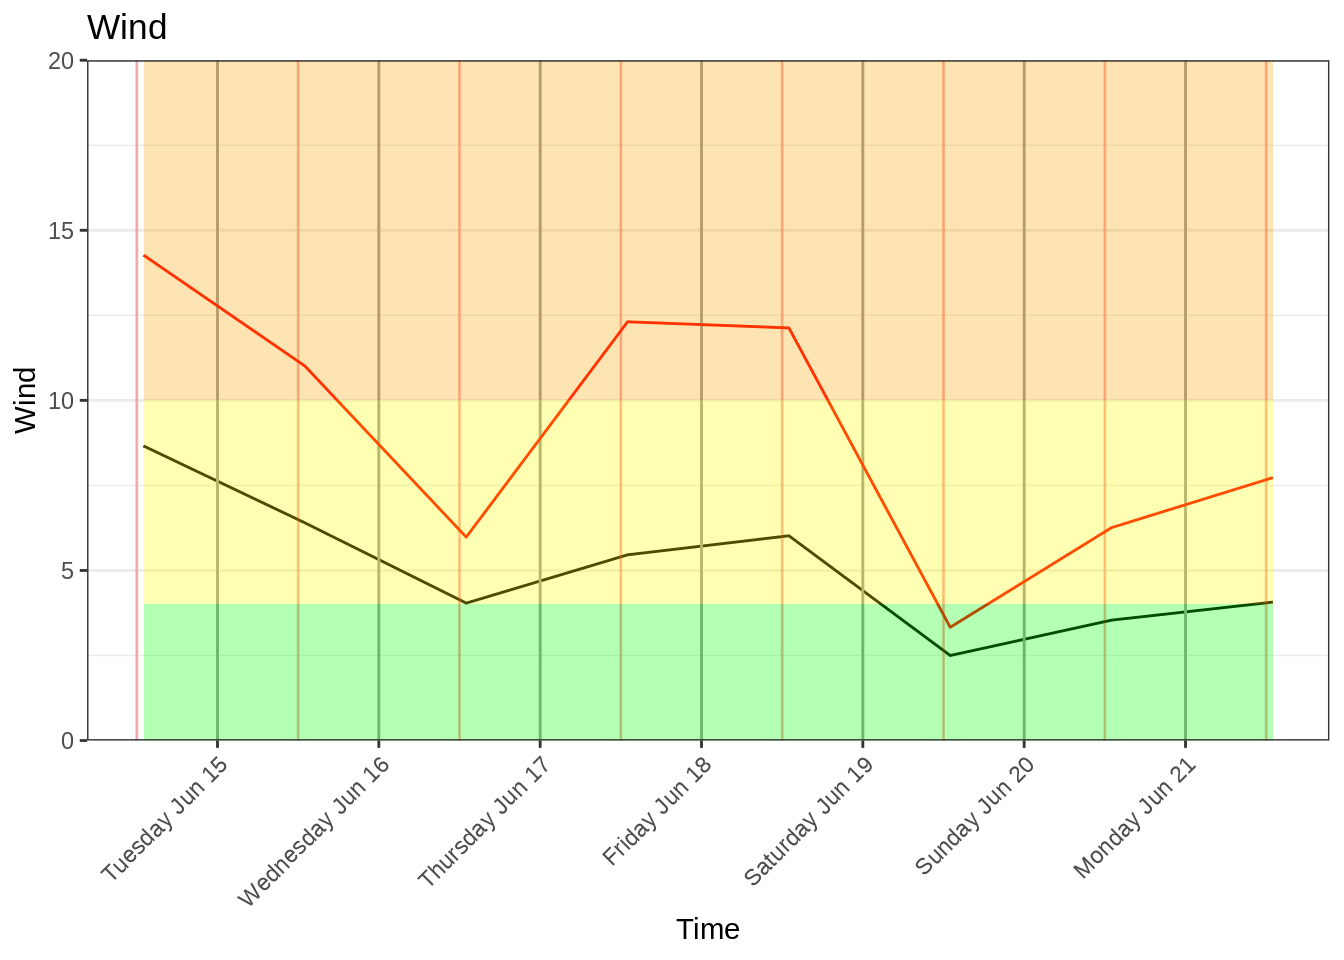 Wind
20
15
10
5
0
Wind
Tuesday Jun 15
Wednesday Jun 16
Thursday Jun 17
Friday Jun 18
Saturday Jun 19
Sunday Jun 20
Monday Jun 21
Time